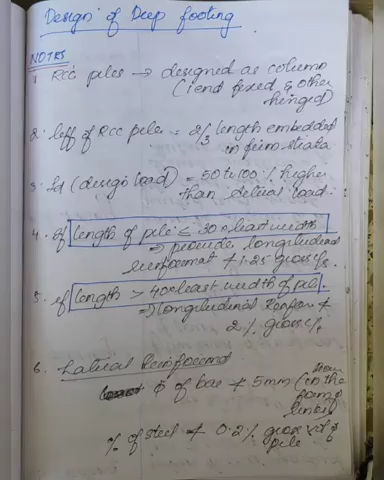 Design of Deep footing
NOTES
1 RCC piles → designed as column
(1 end fixed & other
hinged)
2. leff of RCC pile = 2/3 length embedded
in firm strata
3. fd (design load) = 50 to 100% higher
than actual load.
4. if length of pile ≤ 30 x least width
⇒ provide longitudinal
reinforcemnt ≮ 1.25 gross c/s.
5. if length > 40 x least width of pile.
⇒ longitudinal Reinfor ≮
2% gross c/s
6. Lateral Reinforcemnt
ϕ of bar ≮ 5mm (in the
form of
links)
% of steel ≮ 0.2% gross vol of
pile